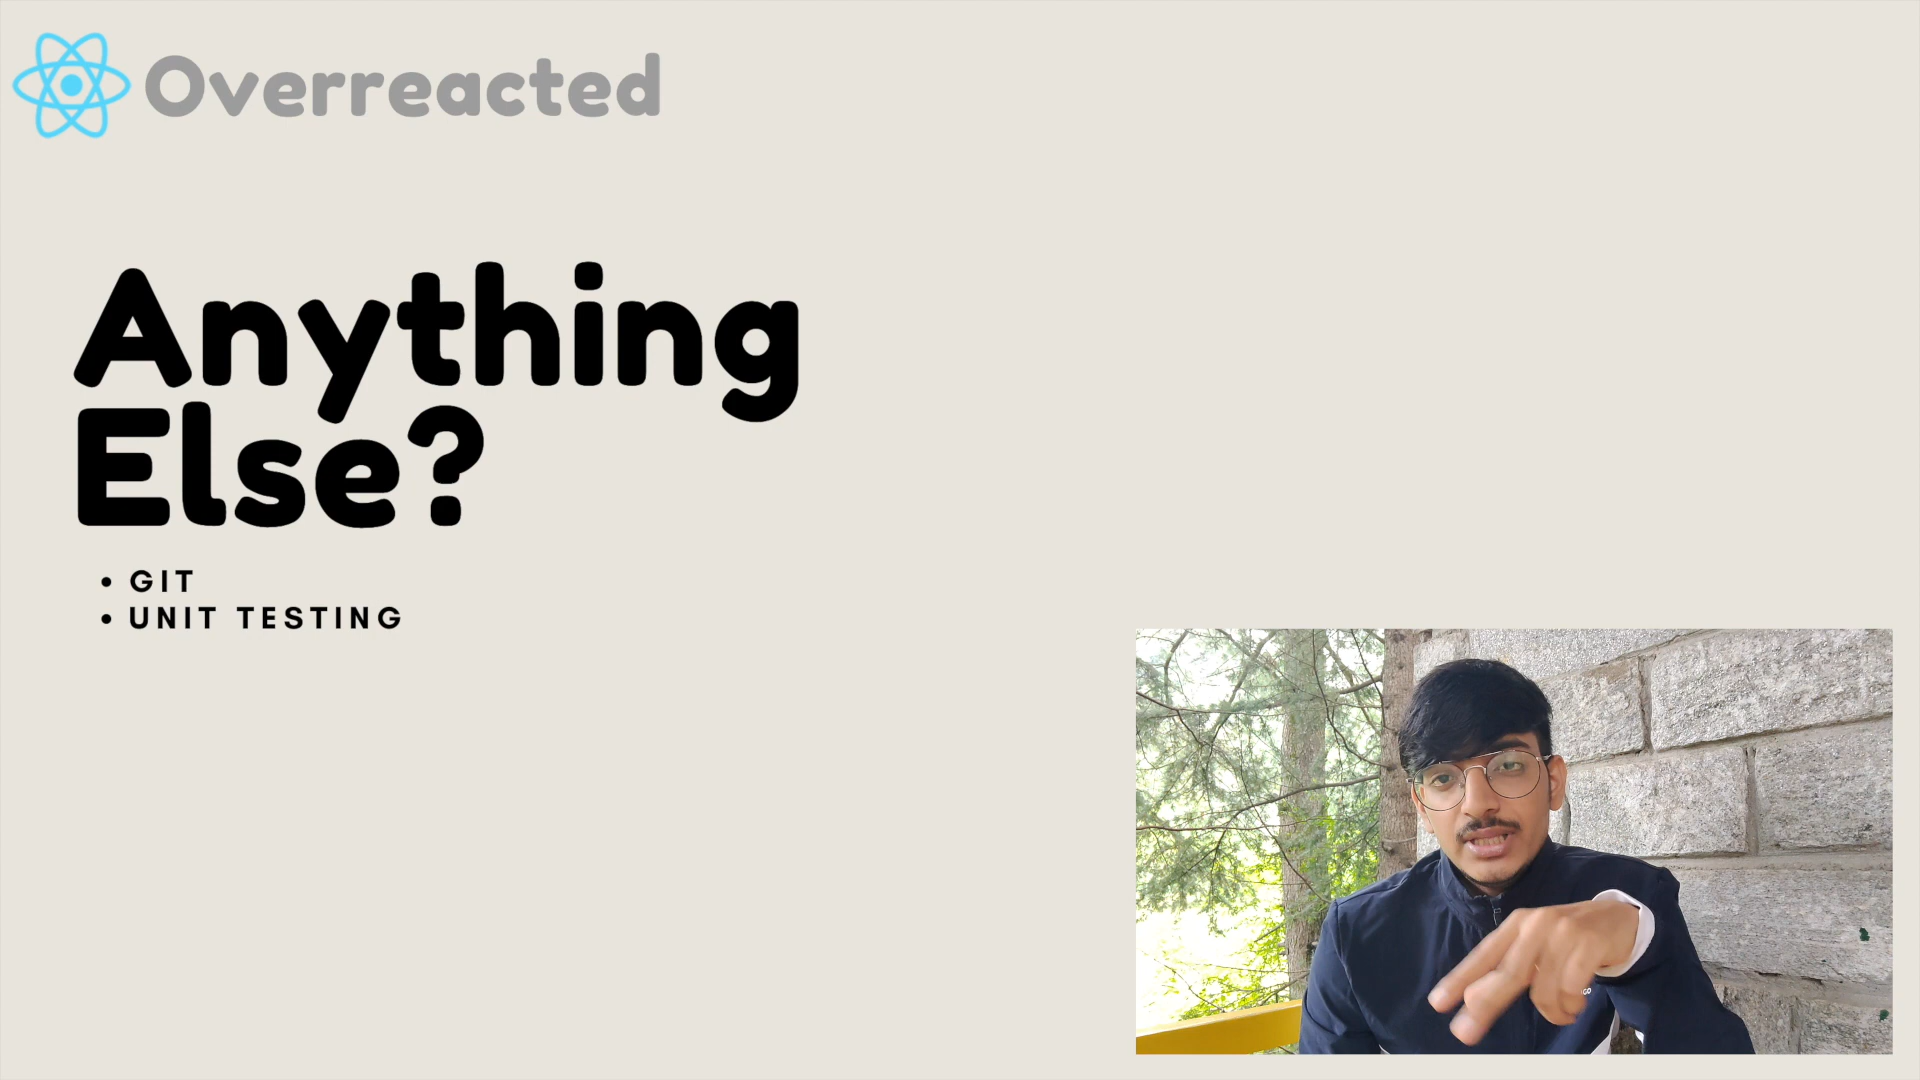 Overreacted
Anything
Else?
• GIT
• UNIT TESTING